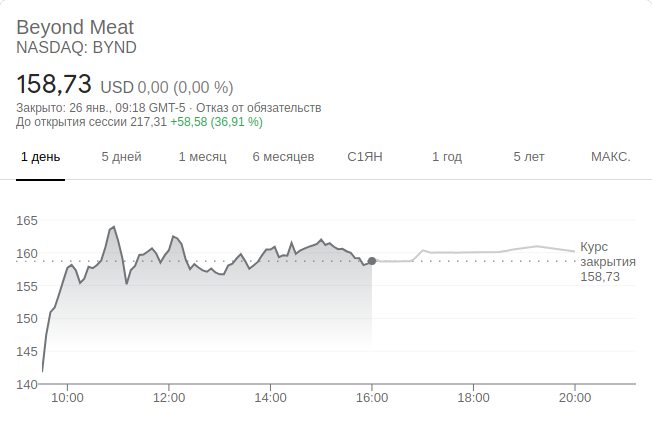 Beyond Meat
NASDAQ: BYND
158,73 USD 0,00 (0,00 %)
Закрыто: 26 янв., 09:18 GMT-5 · Отказ от обязательств
До открытия сессии 217,31 +58,58 (36,91 %)
1 день 5 дней 1 месяц 6 месяцев С1ЯН 1 год 5 лет МАКС.
165
160
155
150
145
140
Курс
закрытия
158,73
10:00 12:00 14:00 16:00 18:00 20:00